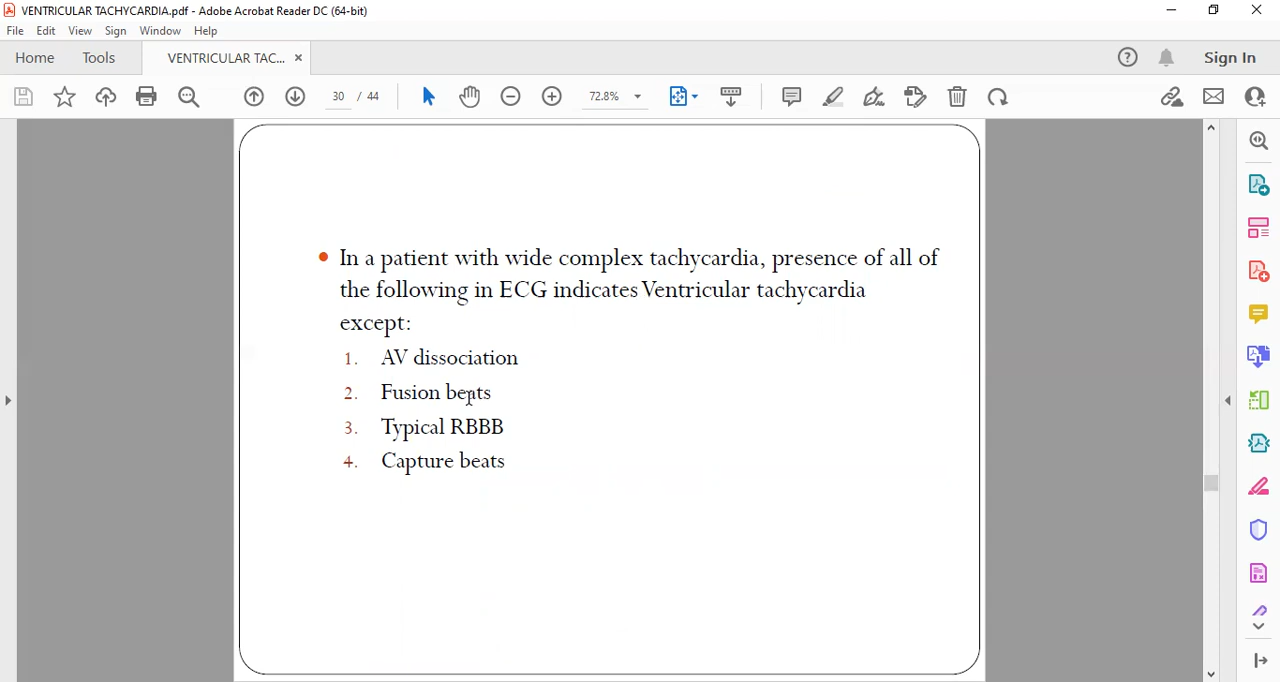 VENTRICULAR TACHYCARDIA.pdf - Adobe Acrobat Reader DC (64-bit)
File Edit View Sign Window Help
Home Tools VENTRICULAR TAC... × Sign In
30 / 44 72.8%
• In a patient with wide complex tachycardia, presence of all of
the following in ECG indicates Ventricular tachycardia
except:
1. AV dissociation
2. Fusion beats
3. Typical RBBB
4. Capture beats